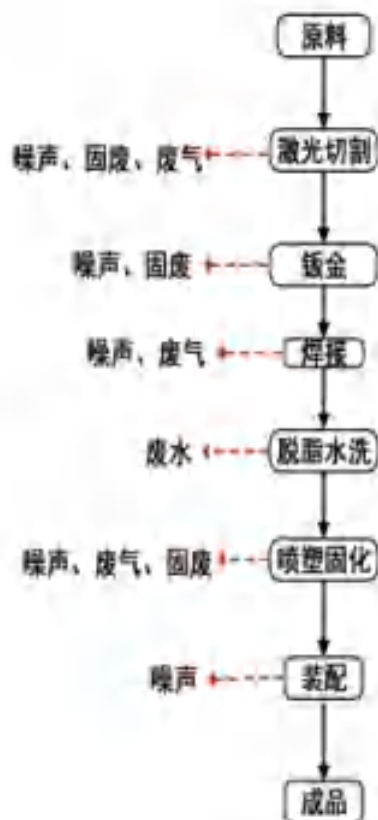 原料
噪声、固废、废气
激光切割
噪声、固废
钣金
噪声、废气
焊接
废水
脱脂水洗
噪声、废气、固废
喷塑固化
噪声
装配
成品